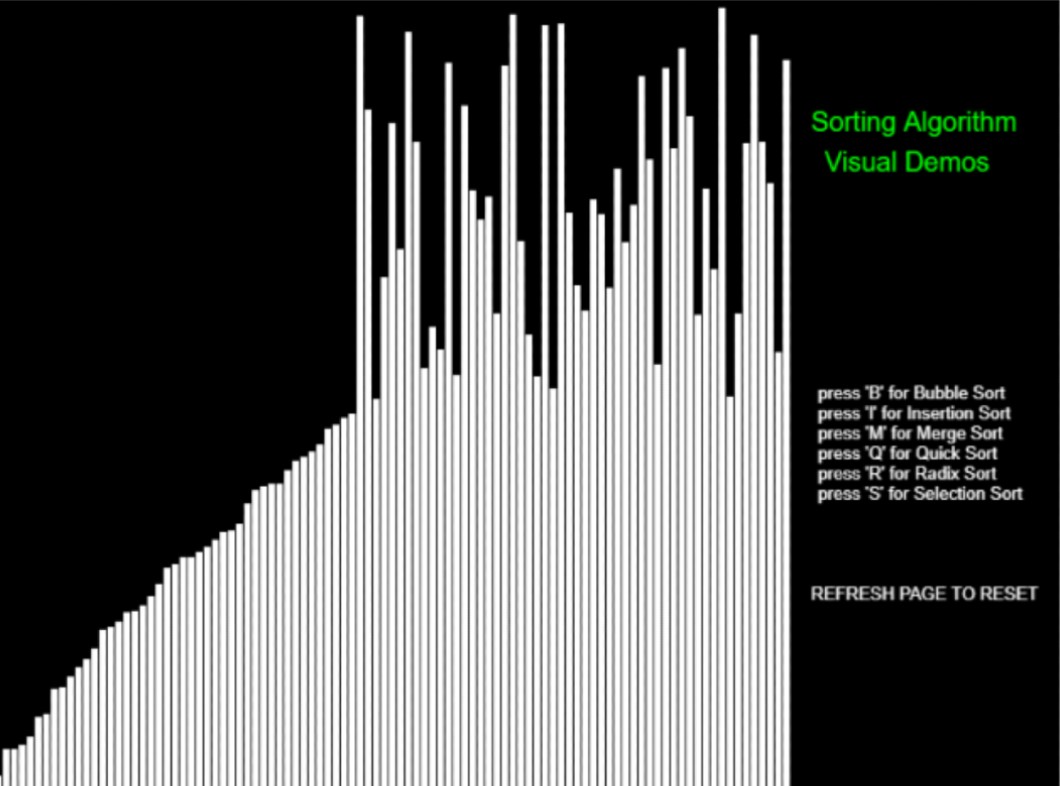 Sorting Algorithm
Visual Demos
press 'B' for Bubble Sort
press 'I' for Insertion Sort
press 'M' for Merge Sort
press 'Q' for Quick Sort
press 'R' for Radix Sort
press 'S' for Selection Sort
REFRESH PAGE TO RESET